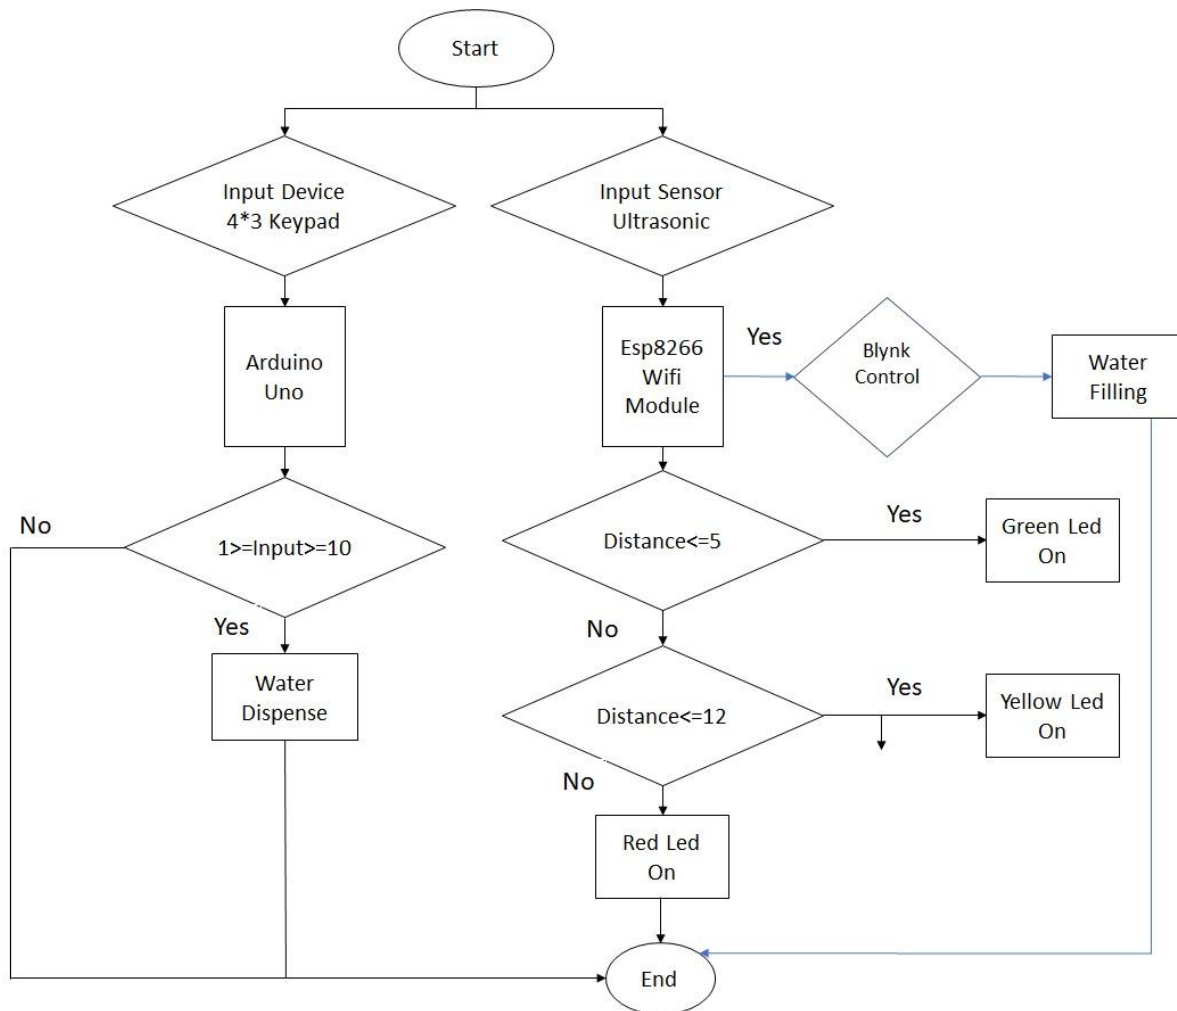 Start
Input Device
4*3 Keypad
Input Sensor
Ultrasonic
Arduino
Uno
Esp8266
Wifi
Module
Yes
Blynk
Control
Water
Filling
No
1>=Input>=10
Distance<=5
Yes
Green Led
On
Yes
No
Water
Dispense
Distance<=12
Yes
Yellow Led
On
No
Red Led
On
End